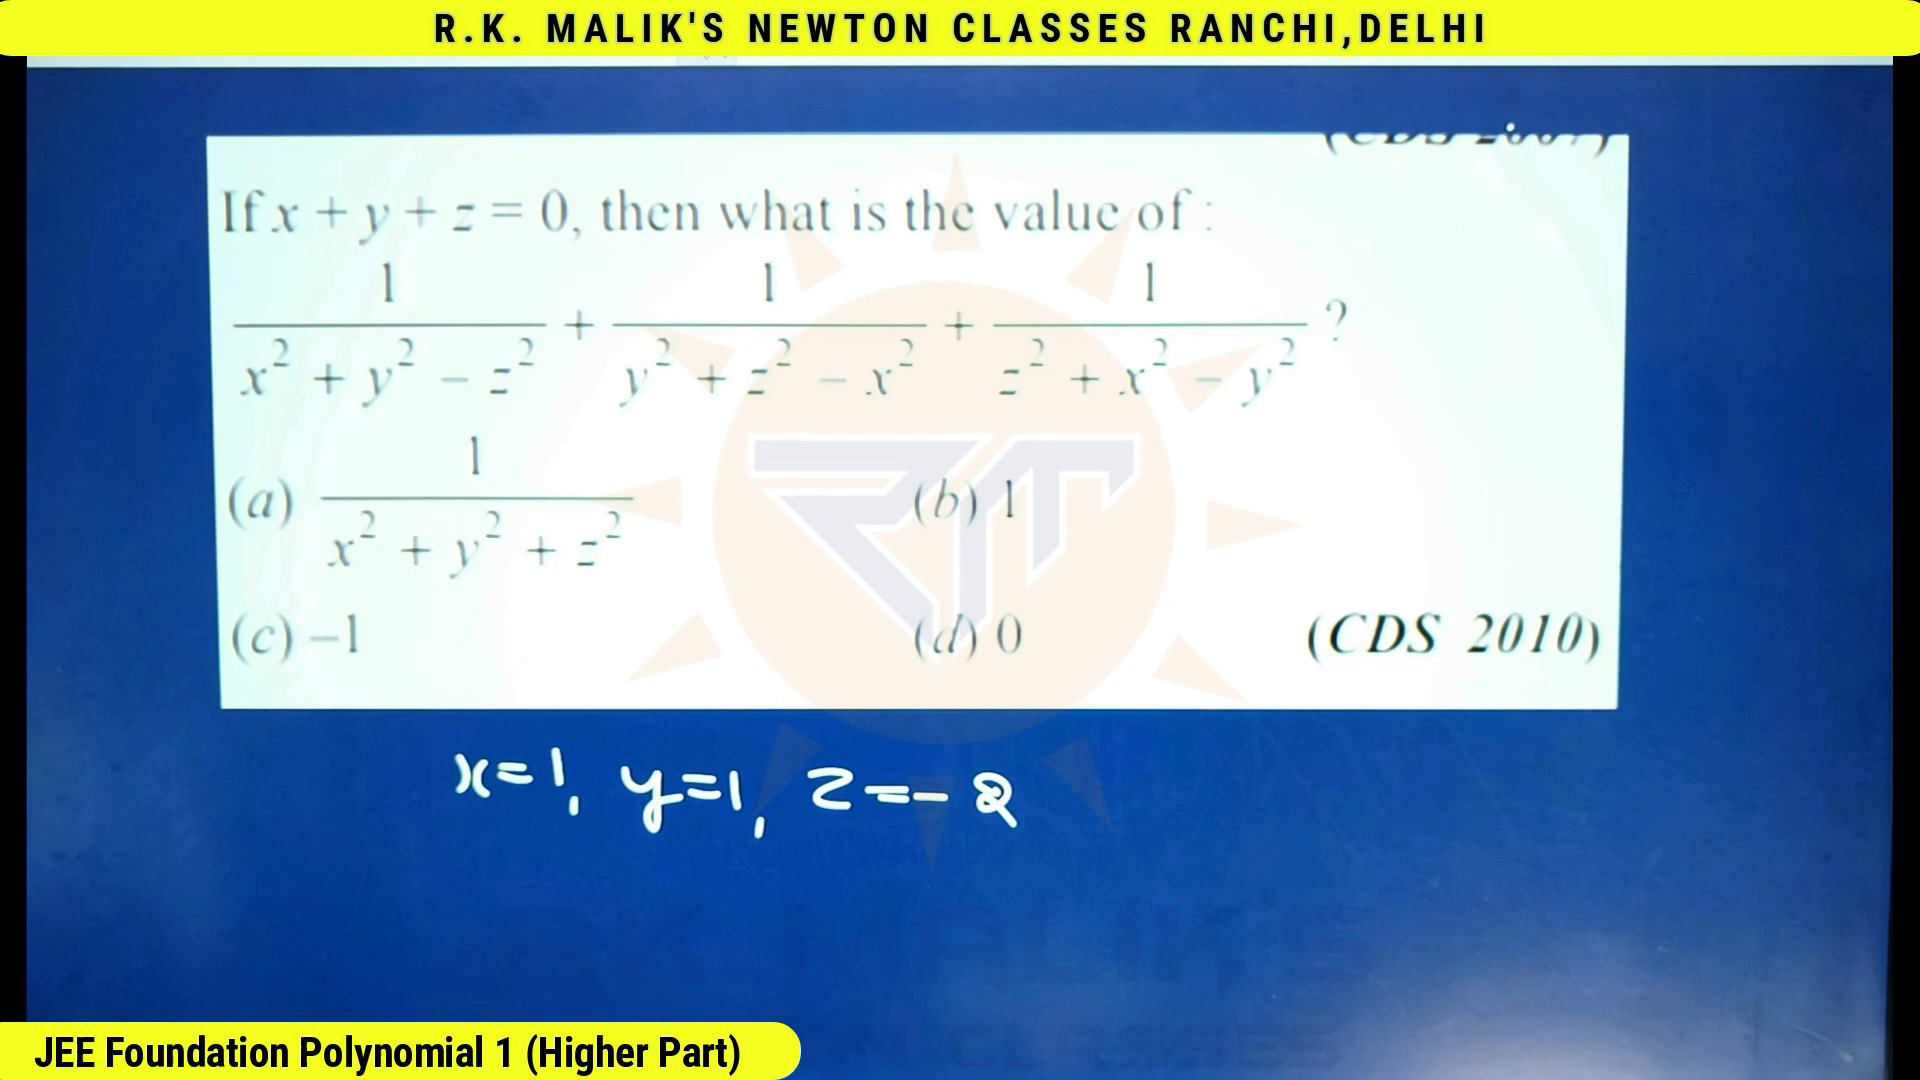 R.K. MALIK'S NEWTON CLASSES RANCHI,DELHI
If x + y + z = 0, then what is the value of :
1/(x² + y² – z²) + 1/(y² + z² – x²) + 1/(z² + x² – y²) ?
(a) 1/(x² + y² + z²) (b) 1
(c) –1 (d) 0 (CDS 2010)
x=1, y=1, z=-2
JEE Foundation Polynomial 1 (Higher Part)